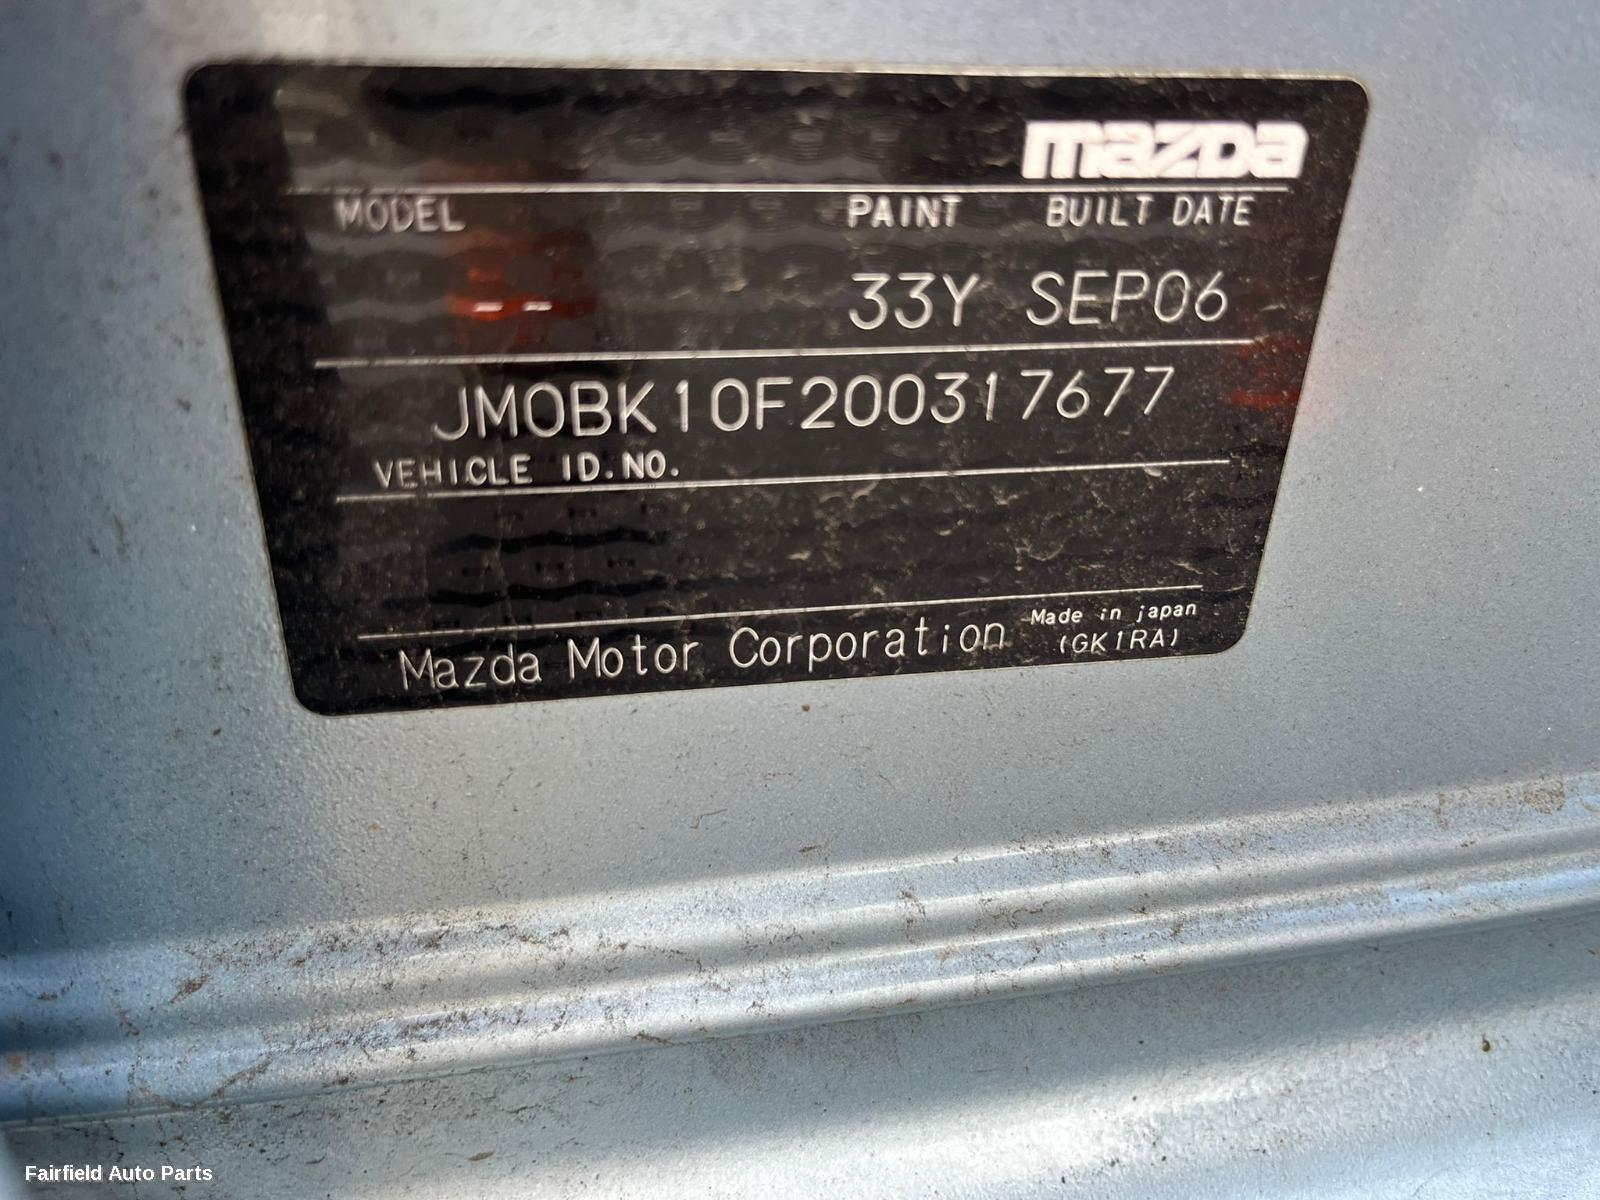 mazda
MODEL PAINT BUILT DATE
-- 33Y SEP06
JM0BK10F200317677
VEHICLE ID.NO.
Mazda Motor Corporation Made in japan
(GK1RA)
Fairfield Auto Parts